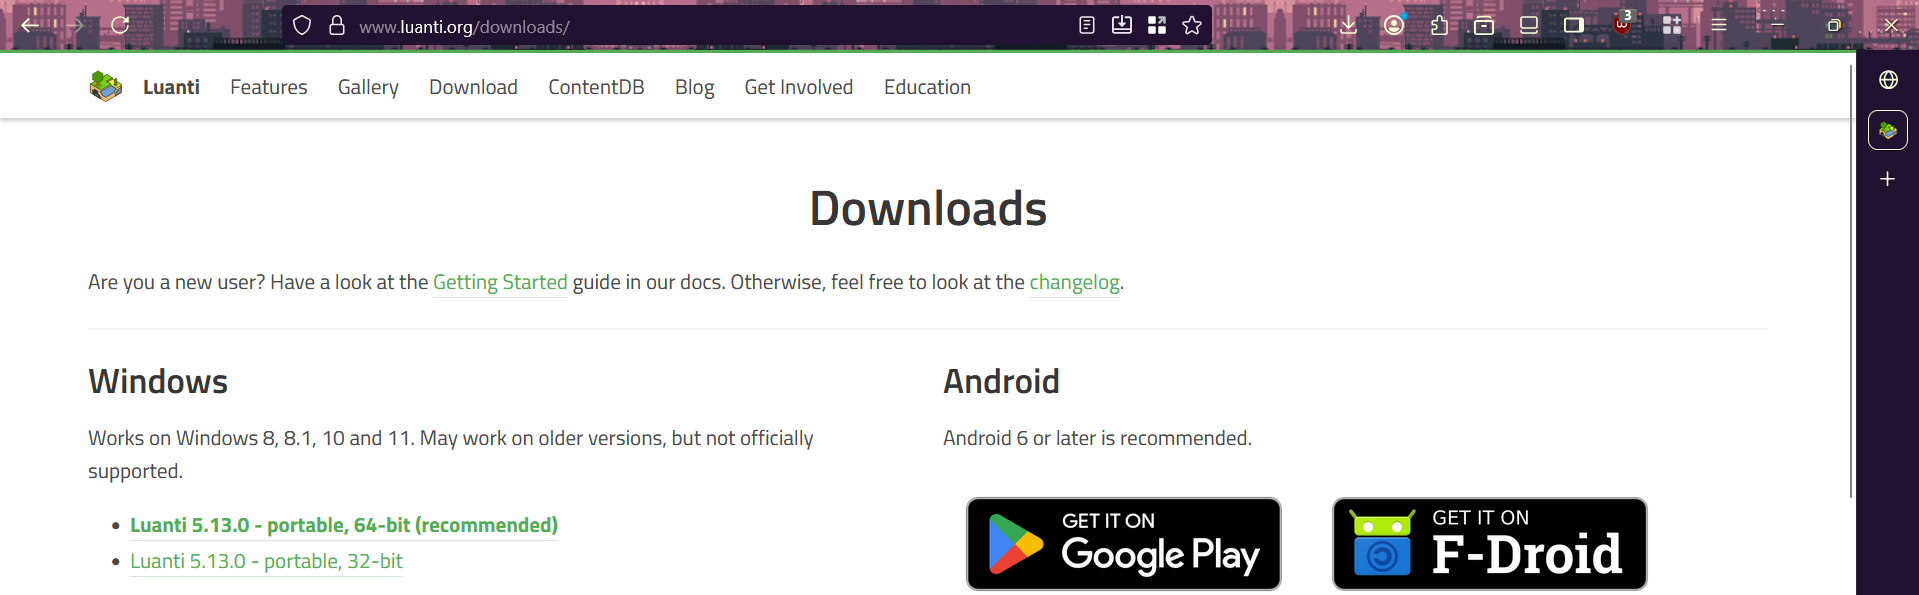 www.luanti.org/downloads/
3
Luanti Features Gallery Download ContentDB Blog Get Involved Education
Downloads
Are you a new user? Have a look at the Getting Started guide in our docs. Otherwise, feel free to look at the changelog.
Windows
Works on Windows 8, 8.1, 10 and 11. May work on older versions, but not officially
supported.
Luanti 5.13.0 - portable, 64-bit (recommended)
Luanti 5.13.0 - portable, 32-bit
Android
Android 6 or later is recommended.
GET IT ON
Google Play
GET IT ON
F-Droid